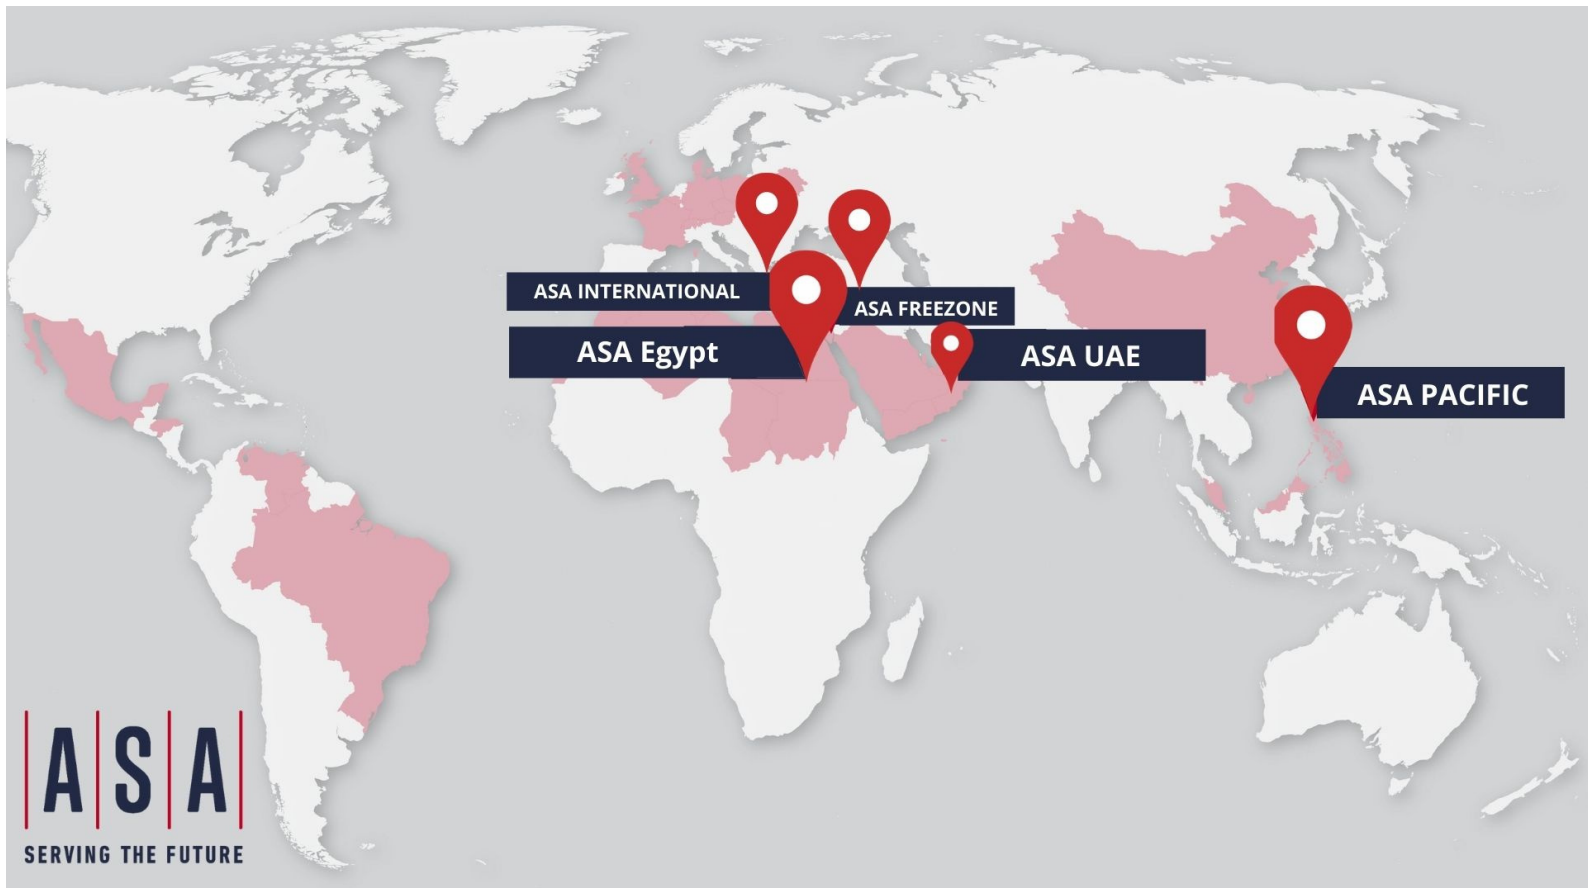 ASA INTERNATIONAL
ASA FREEZONE
ASA Egypt
ASA UAE
ASA PACIFIC
ASA
SERVING THE FUTURE